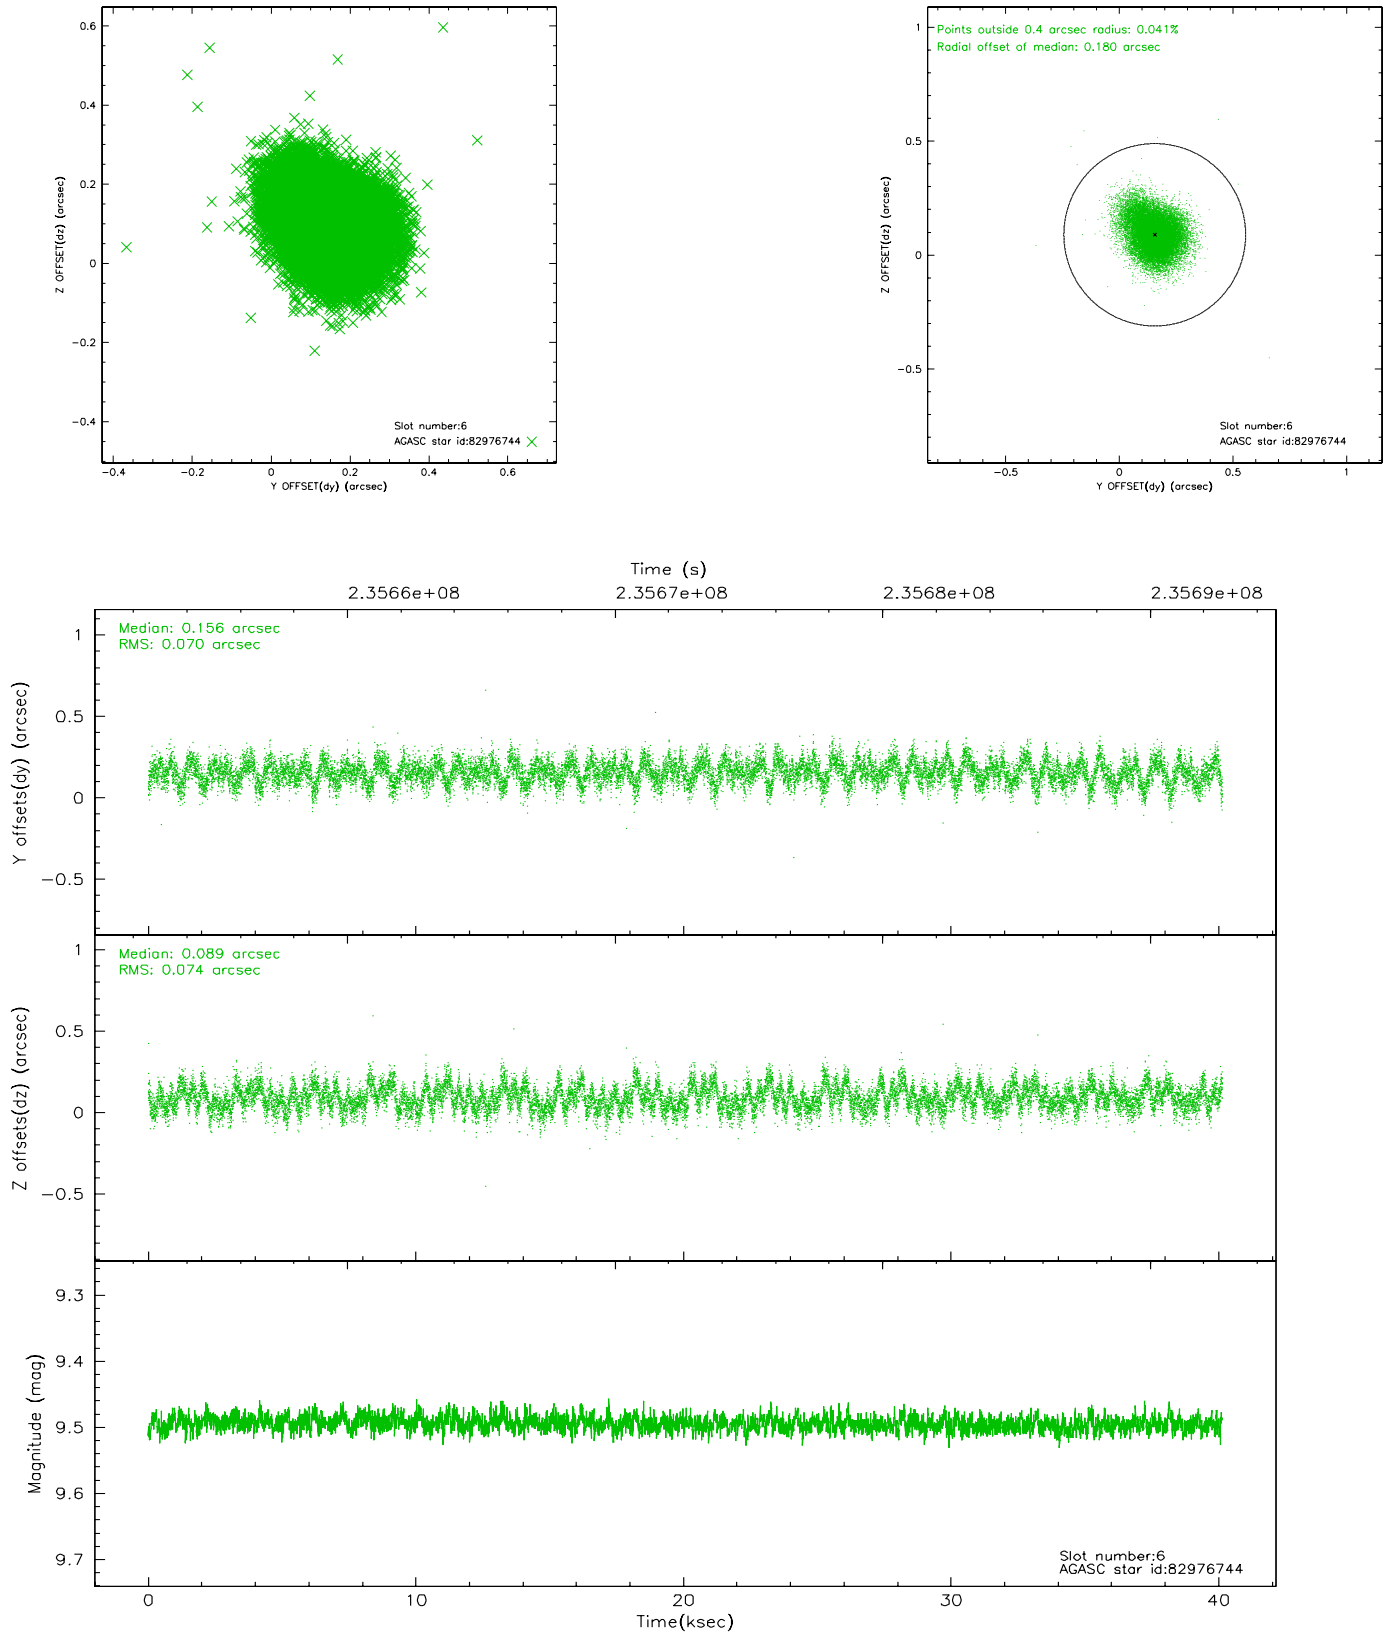 0.6
0.4
0.2
0
−0.2
−0.4
−0.4
−0.2
0
0.2
0.4
0.6
Z OFFSET(dz) (arcsec)
Y OFFSET(dy) (arcsec)
Slot number:6
AGASC star id:82976744
Points outside 0.4 arcsec radius: 0.041%
Radial offset of median: 0.180 arcsec
1
0.5
0
−0.5
−0.5
0
0.5
1
Z OFFSET(dz) (arcsec)
Y OFFSET(dy) (arcsec)
Slot number:6
AGASC star id:82976744
Time (s)
2.3566e+08
2.3567e+08
2.3568e+08
2.3569e+08
Median: 0.156 arcsec
RMS: 0.070 arcsec
1
0.5
0
−0.5
Y offsets(dy) (arcsec)
Median: 0.089 arcsec
RMS: 0.074 arcsec
1
0.5
0
−0.5
Z offsets(dz) (arcsec)
9.3
9.4
9.5
9.6
9.7
Magnitude (mag)
Slot number:6
AGASC star id:82976744
0
10
20
30
40
Time(ksec)